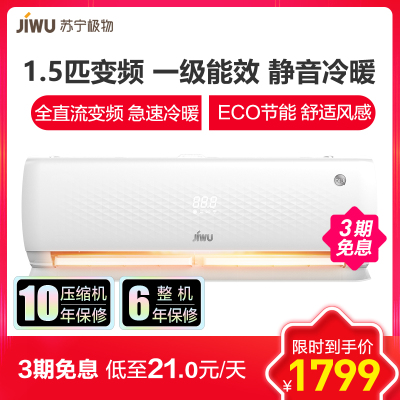 JIWU 苏宁极物
1.5匹变频 一级能效 静音冷暖
全直流变频 急速冷暖
ECO节能 舒适风感
88.8
JIWU
3期
免息
10 压缩机
年保修
6 整机
年保修
3期免息 低至21.0元/天
限时到手价
¥1799